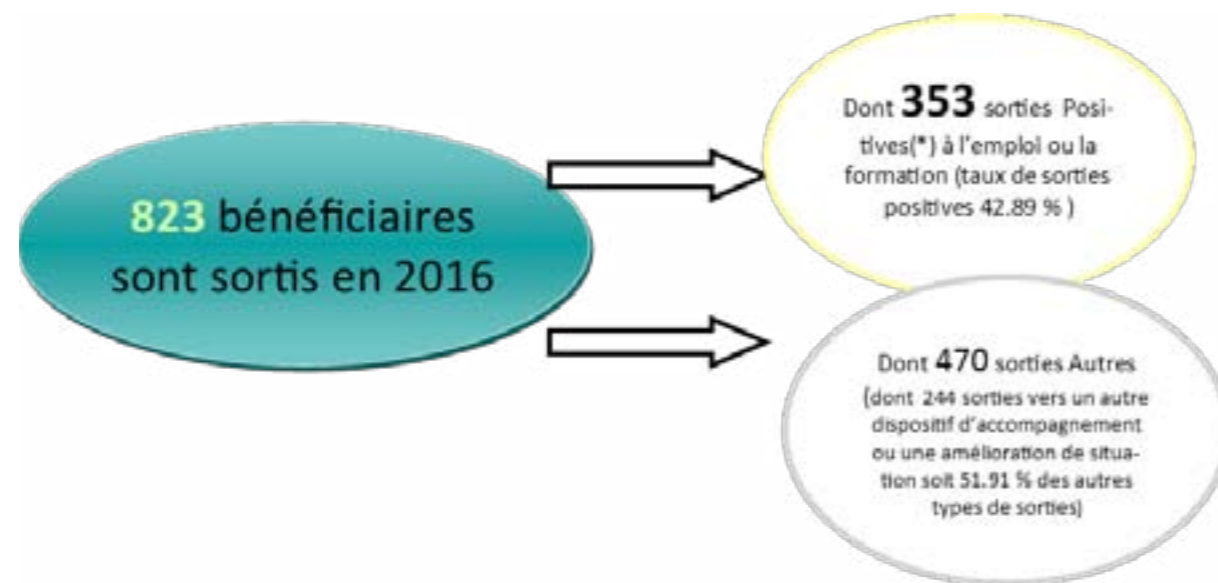 823 bénéficiaires
sont sortis en 2016
Dont 353 sorties Posi-
tives(*) à l'emploi ou la
formation (taux de sorties
positives 42.89 % )
Dont 470 sorties Autres
(dont 244 sorties vers un autre
dispositif d'accompagnement
ou une amélioration de situa-
tion soit 51.91 % des autres
types de sorties)